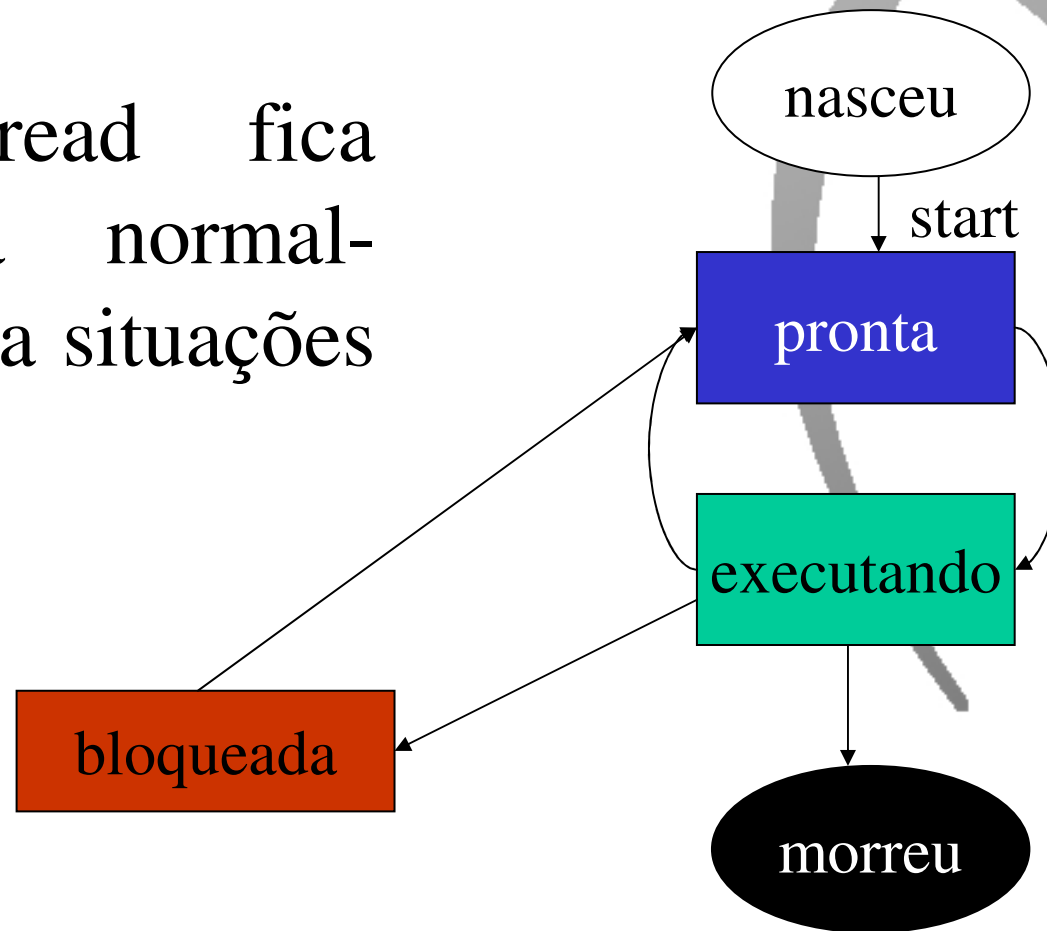 read fica
normal-
a situações
nasceu
start
pronta
executando
bloqueada
morreu